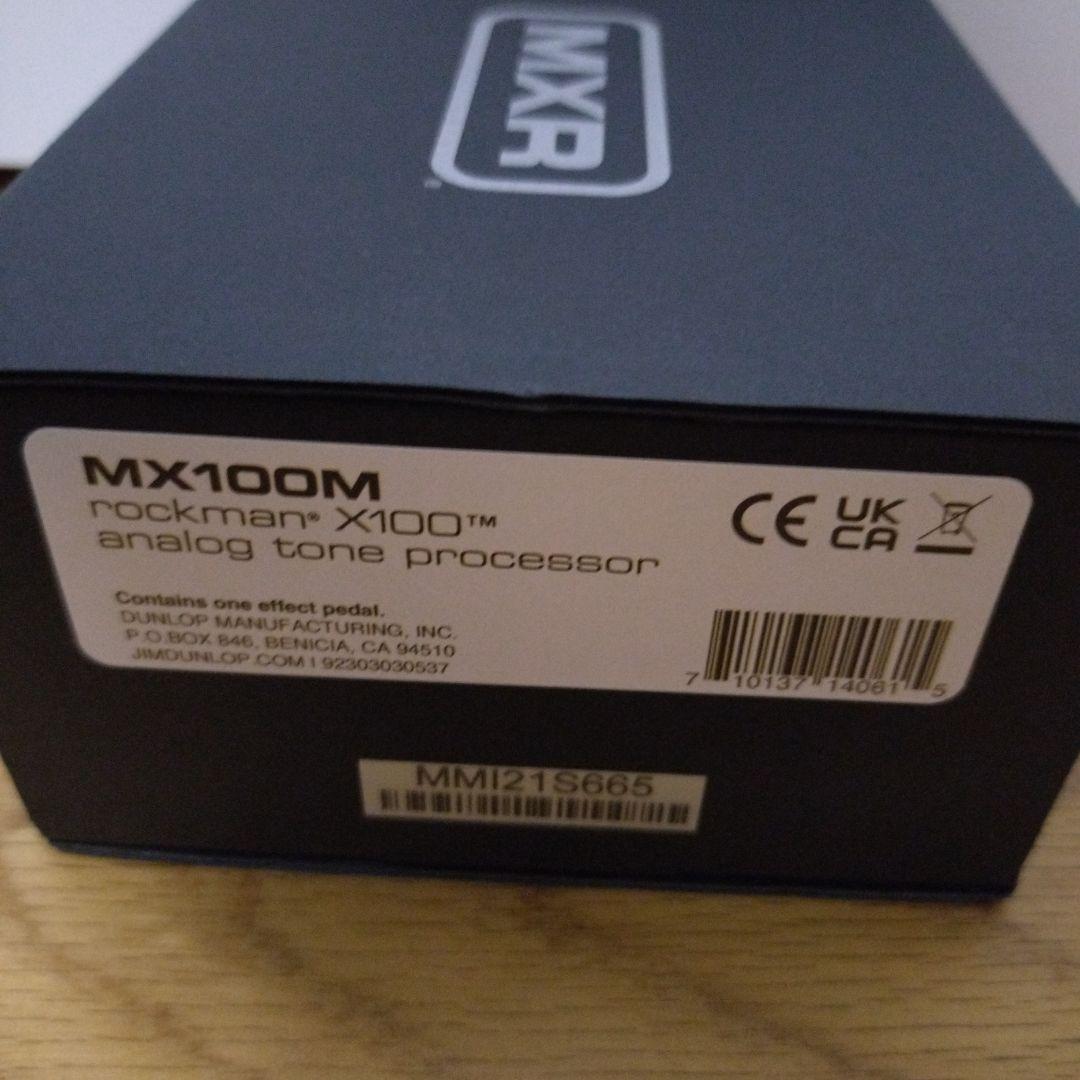 MXR
MX100M
rockman® X100™
analog tone processor
CE UK CA
Contains one effect pedal.
DUNLOP MANUFACTURING, INC.
P.O.BOX 846, BENICIA, CA 94510
JIMDUNLOP.COM | 92303030537
7 10137 14061 5
MMI21S665